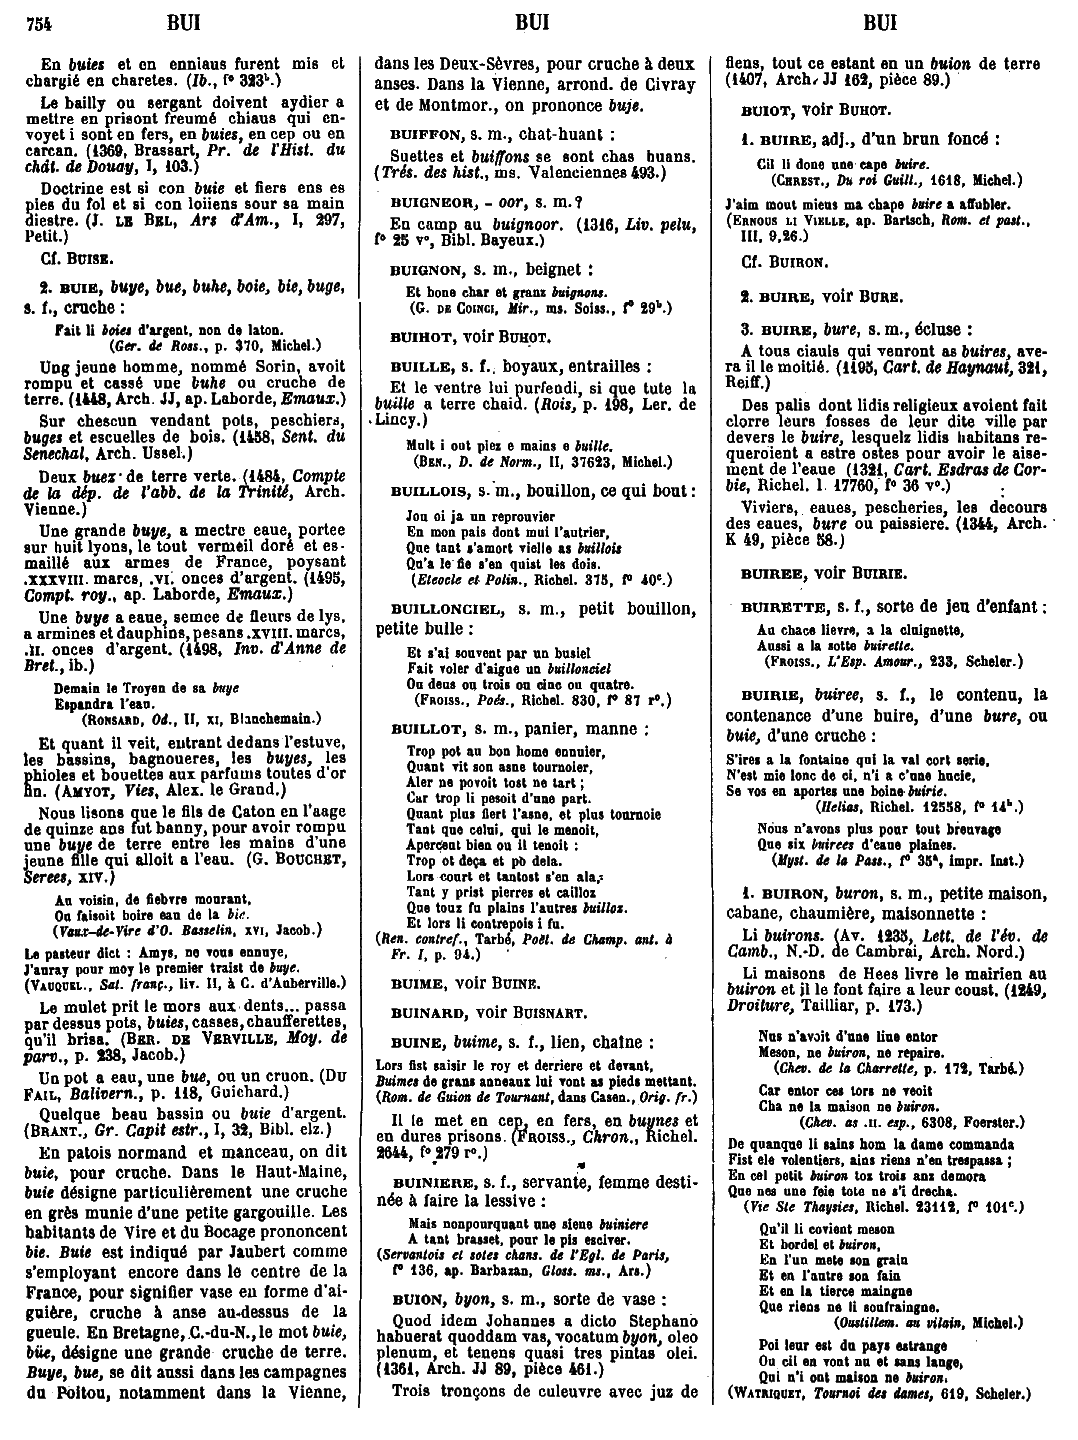 754 BUI BUI BUI
En buies et en enniaus furent mis et
chargié en charetes. (Ib., f° 323ᵇ.)
Le bailly ou sergant doivent aydier a
mettre en prisont freumé chiaus qui en-
voyet i sont en fers, en buies, en cep ou en
carcan. (1369, Brassart, Pr. de l'Hist. du
chât. de Douay, I, 103.)
Doctrine est si con buie et fiers ens es
pies du fol et si con loiiens sour sa main
diestre. (J. LE BEL, Ars d'Am., I, 297,
Petit.)
Cf. BUISE.
2. BUIE, buye, bue, buhe, boie, bie, buge,
s. f., cruche :
Fait li boies d'argent, non de laton.
(Ger. de Ross., p. 370, Michel.)
Ung jeune homme, nommé Sorin, avoit
rompu et cassé une buhe ou cruche de
terre. (1448, Arch. JJ, ap. Laborde, Emaux.)
Sur chescun vendant pots, peschiers,
buges et escuelles de bois. (1458, Sent. du
Senechal, Arch. Ussel.)
Deux buez de terre verte. (1484, Compte
de la dép. de l'abb. de la Trinité, Arch.
Vienne.)
Une grande buye, a mectre eaue, portee
sur huit lyons, le tout vermeil doré et es-
maillé aux armes de France, poysant
.XXXVIII. marcs, .VI. onces d'argent. (1495,
Compt. roy., ap. Laborde, Emaux.)
Une buye a eaue, semee de fleurs de lys,
a armines et dauphins, pesans .XVIII. marcs,
.II. onces d'argent. (1498, Inv. d'Anne de
Bret., ib.)
Demain le Troyen de sa buye
Espandra l'eau.
(RONSARD, Od., II, XI, Blanchemain.)
Et quant il veit, entrant dedans l'estuve,
les bassins, bagnoueres, les buyes, les
phioles et bouettes aux parfums toutes d'or
fin. (AMYOT, Vies, Alex. le Grand.)
Nous lisons que le fils de Caton en l'aage
de quinze ans fut banny, pour avoir rompu
une buye de terre entre les mains d'une
jeune fille qui alloit a l'eau. (G. BOUCHET,
Serees, XIV.)
Au voisin, de fiebvre mourant,
On faisoit boire eau de la bie.
(Vaux-de-Vire d'O. Basselin, XVI, Jacob.)
Le pasteur dict : Amys, ne vous ennuye,
J'auray pour moy le premier traist de buye.
(VAUQUEL., Sat. franç., liv. II, à C. d'Auberville.)
Le mulet prit le mors aux dents... passa
par dessus pots, buies, casses, chaufferettes,
qu'il brisa. (BER. DE VERVILLE, Moy. de
parv., p. 238, Jacob.)
Un pot a eau, une bue, ou un cruon. (DU
FAIL, Balivern., p. 118, Guichard.)
Quelque beau bassin ou buie d'argent.
(BRANT., Gr. Capit estr., I, 32, Bibl. elz.)
En patois normand et manceau, on dit
buie, pour cruche. Dans le Haut-Maine,
buie désigne particulièrement une cruche
en grès munie d'une petite gargouille. Les
habitants de Vire et du Bocage prononcent
bie. Buie est indiqué par Jaubert comme
s'employant encore dans le centre de la
France, pour signifier vase en forme d'ai-
guière, cruche à anse au-dessus de la
gueule. En Bretagne, C.-du-N., le mot buie,
büe, désigne une grande cruche de terre.
Buye, bue, se dit aussi dans les campagnes
du Poitou, notamment dans la Vienne,
dans les Deux-Sèvres, pour cruche à deux
anses. Dans la Vienne, arrond. de Civray
et de Montmor., on prononce buje.
BUIFFON, s. m., chat-huant :
Suettes et buiffons se sont chas huans.
(Trés. des hist., ms. Valenciennes 493.)
BUIGNEOR, - oor, s. m. ?
En camp au buignoor. (1316, Liv. pelu,
f° 25 v°, Bibl. Bayeux.)
BUIGNON, s. m., beignet :
Et bone char et granz buignons.
(G. DE COINCI, Mir., ms. Soiss., f° 29ᵇ.)
BUIHOT, voir BUHOT.
BUILLE, s. f., boyaux, entrailles :
Et le ventre lui purfendi, si que tute la
buille a terre chaid. (Rois, p. 198, Ler. de
Lincy.)
Mult i out piez e mains e buille.
(BEN., D. de Norm., II, 37623, Michel.)
BUILLOIS, s. m., bouillon, ce qui bout :
Jou oi ja un reprouvier
En mon pais dont mui l'autrier,
Que tant s'amort vielle as buillois
Qu'a le fie s'en quist les dois.
(Eteocle et Polin., Richel. 375, f° 40ᶜ.)
BUILLONCIEL, s. m., petit bouillon,
petite bulle :
Et s'ai souvent par un busiel
Fait voler d'aigue un buillonciel
Ou deus ou trois ou cinc ou quatre.
(FROISS., Poés., Richel. 830, f° 87 r°.)
BUILLOT, s. m., panier, manne :
Trop pot au bon home ennuier,
Quant vit son asne tournoier,
Aler ne povoit tost ne tart ;
Car trop li pesoit d'une part.
Quant plus fiert l'asne, et plus tournoie
Tant que celui, qui le menoit,
Aperçeut bien ou il tenoit :
Trop ot deça et po dela.
Lors court et tantost s'en ala,
Tant y prist pierres et cailloz
Que touz fu plains l'autres builloz.
Et lors li contrepois i fu.
(Ren. contref., Tarbé, Poët. de Champ. ant. à
Fr. I, p. 94.)
BUIME, voir BUINE.
BUINARD, voir BUISNART.
BUINE, buime, s. f., lien, chaîne :
Lors fist saisir le roy et derriere et devant,
Buimes de grans anneaux lui vont as pieds mettant.
(Rom. de Guion de Tournant, dans Casen., Orig. fr.)
Il le met en cep, en fers, en buynes et
en dures prisons. (FROISS., Chron., Richel.
2644, f° 279 r°.)
BUINIERE, s. f., servante, femme desti-
née à faire la lessive :
Mais nonpourquant une siene buiniere
A tant brasset, pour le pis esciver.
(Servantois et sotes chans. de l'Egl. de Paris,
f° 136, ap. Barbazan, Gloss. ms., Ars.)
BUION, byon, s. m., sorte de vase :
Quod idem Johannes a dicto Stephano
habuerat quoddam vas, vocatum byon, oleo
plenum, et tenens quasi tres pintas olei.
(1361, Arch. JJ 89, pièce 461.)
Trois tronçons de culeuvre avec juz de
fiens, tout ce estant en un buion de terre
(1407, Arch. JJ 162, pièce 89.)
BUIOT, voir BUHOT.
1. BUIRE, adj., d'un brun foncé :
Cil li done une cape buire.
(CHREST., Du roi Guill., 1618, Michel.)
J'aim mout mieus ma chape buire a affubler.
(ERNOUS LI VIELLE, ap. Bartsch, Rom. et past.,
III, 9,26.)
Cf. BUIRON.
2. BUIRE, voir BURE.
3. BUIRE, bure, s. m., écluse :
A tous ciauls qui venront as buires, ave-
ra il le moitié. (1195, Cart. de Haynaut, 321,
Reiff.)
Des palis dont lidis religieux avoient fait
clorre leurs fosses de leur dite ville par
devers le buire, lesquelz lidis habitans re-
queroient a estre ostes pour avoir le aise-
ment de l'eaue (1321, Cart. Esdras de Cor-
bie, Richel. l. 17760, f° 36 v°.)
Viviers, eaues, pescheries, les decours
des eaues, bure ou paissiere. (1344, Arch.
K 49, pièce 58.)
BUIREE, voir BUIRIE.
BUIRETTE, s. f., sorte de jeu d'enfant :
Au chace lievre, a la cluignette,
Aussi a la sotte buirette.
(FROISS., L'Esp. Amour., 233, Scheler.)
BUIRIE, buiree, s. f., le contenu, la
contenance d'une buire, d'une bure, ou
buie, d'une cruche :
S'ires a la fontaine qui la val cort serie,
N'est mie lonc de ci, n'i a c'une hucie,
Se vos en aportes une boine buirie.
(Helias, Richel. 12558, f° 14ᵇ.)
Nous n'avons plus pour tout breuvage
Que six buirees d'eaue plaines.
(Myst. de la Pass., f° 35ᵃ, impr. Inst.)
1. BUIRON, buron, s. m., petite maison,
cabane, chaumière, maisonnette :
Li buirons. (Av. 1235, Lett. de l'év. de
Camb., N.-D. de Cambrai, Arch. Nord.)
Li maisons de Hees livre le mairien au
buiron et il le font faire a leur coust. (1249,
Droiture, Tailliar, p. 173.)
Nus n'avoit d'une liue entor
Meson, ne buiron, ne repaire.
(Chev. de la Charrette, p. 172, Tarbé.)
Car entor ces tors ne veoit
Cha ne la maison ne buiron.
(Chev. as .II. esp., 6308, Foerster.)
De quanque li sains hom la dame commanda
Fist ele volentiers, ains riens n'en trespassa ;
En cel petit buiron tos trois anz demora
Que nes une feie tote ne s'i drecha.
(Vie Ste Thaysies, Richel. 23112, f° 101ᶜ.)
Qu'il li covient meson
Et bordel et buiron,
En l'un mete son grain
Et en l'autre son fain
Et en la tierce maingne
Que riens ne li soufraingne.
(Oustillem. au vilain, Michel.)
Poi leur est du pays estrange
Ou cil en vont nu et sans lange,
Qui n'i ont maison ne buiron.
(WATRIQUET, Tournoi des dames, 619, Scheler.)